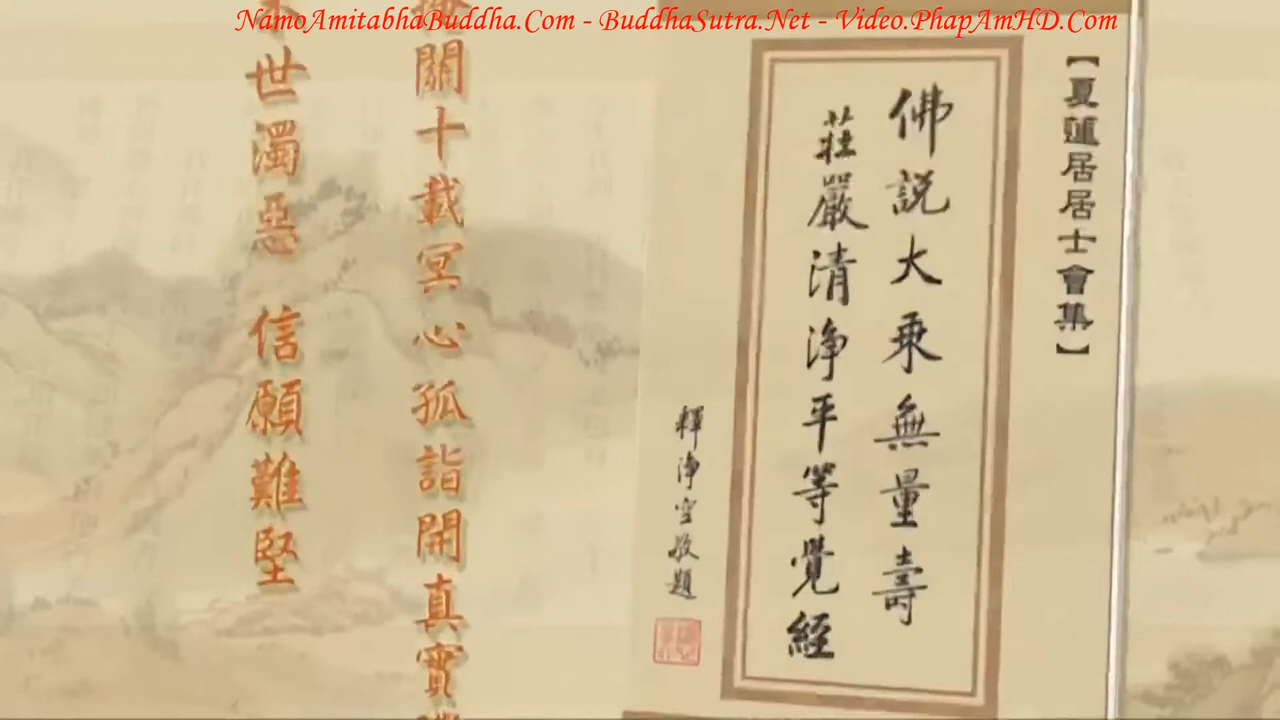 NamoAmitabhaBuddha.Com - BuddhaSutra.Net - Video.PhapAmHD.Com
【夏蓮居居士會集】
佛說大乘無量壽
莊嚴清淨平等覺經
釋淨空敬題
關十載冥心孤詣開真實
世濁惡 信願難堅